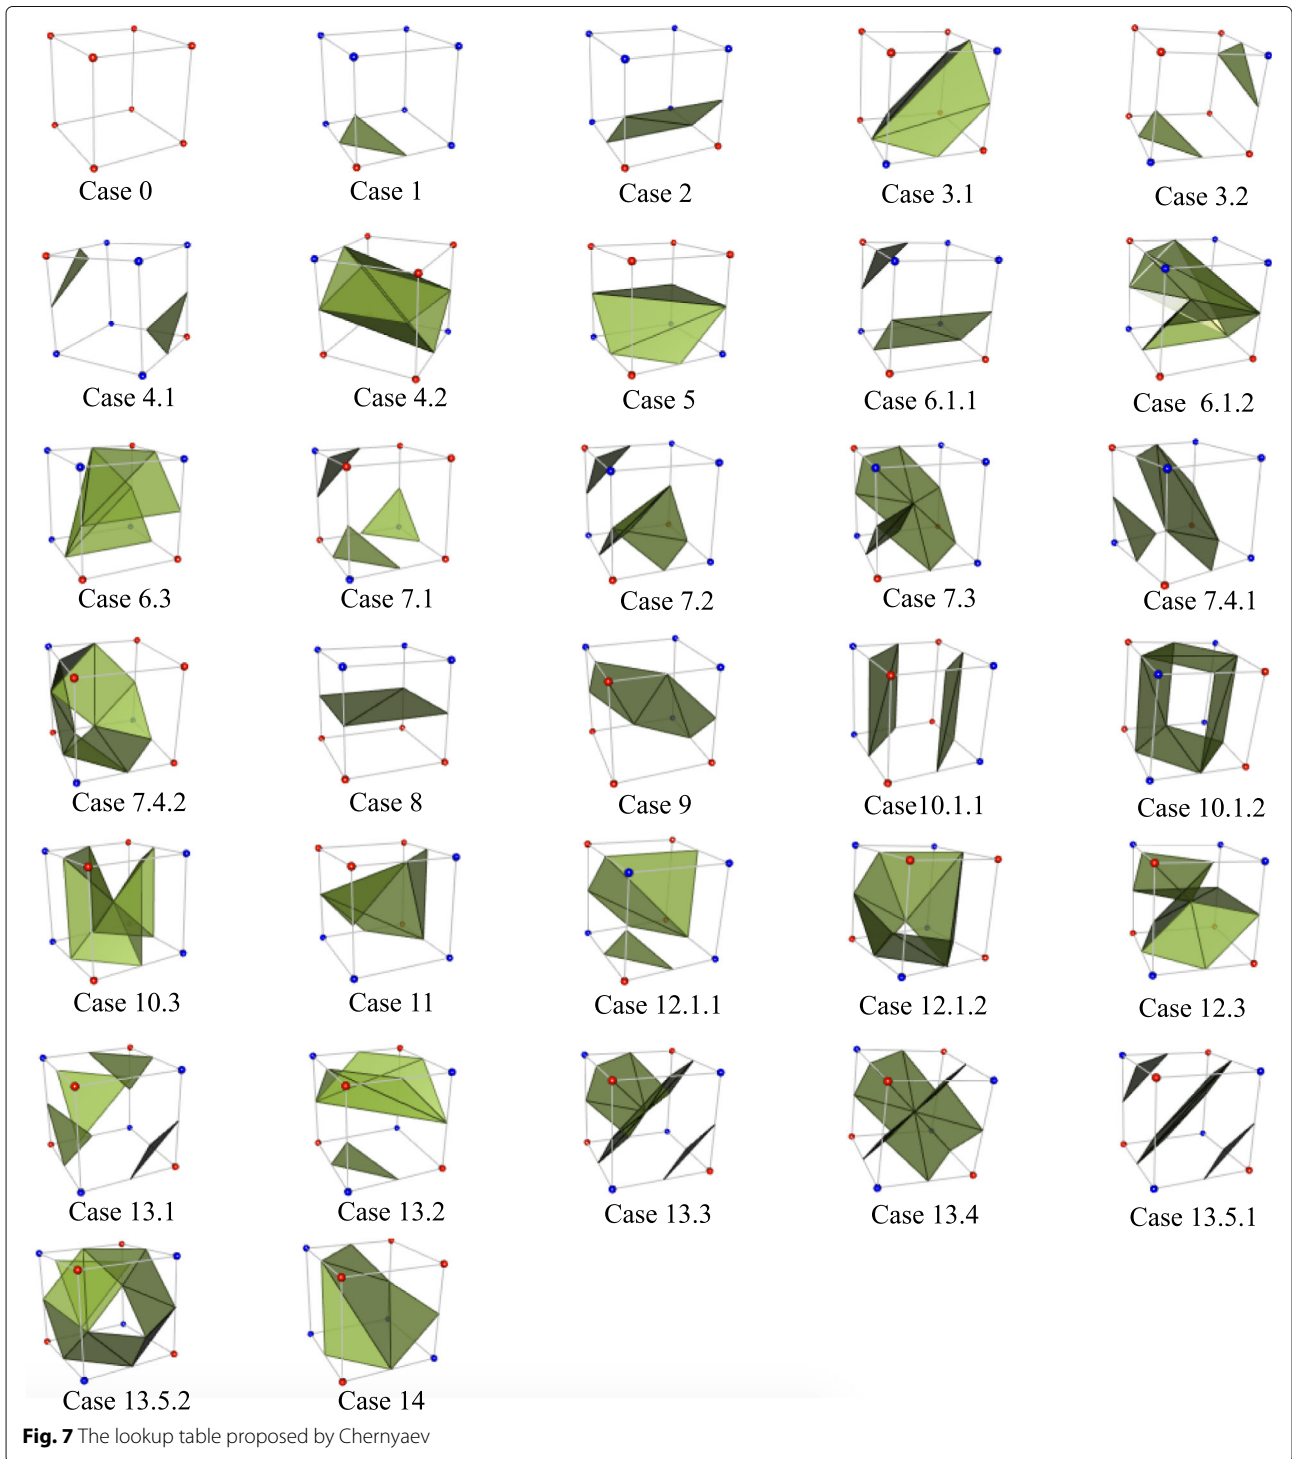 Case 0 Case 1 Case 2 Case 3.1 Case 3.2
Case 4.1 Case 4.2 Case 5 Case 6.1.1 Case 6.1.2
Case 6.3 Case 7.1 Case 7.2 Case 7.3 Case 7.4.1
Case 7.4.2 Case 8 Case 9 Case10.1.1 Case 10.1.2
Case 10.3 Case 11 Case 12.1.1 Case 12.1.2 Case 12.3
Case 13.1 Case 13.2 Case 13.3 Case 13.4 Case 13.5.1
Case 13.5.2 Case 14
Fig. 7 The lookup table proposed by Chernyaev